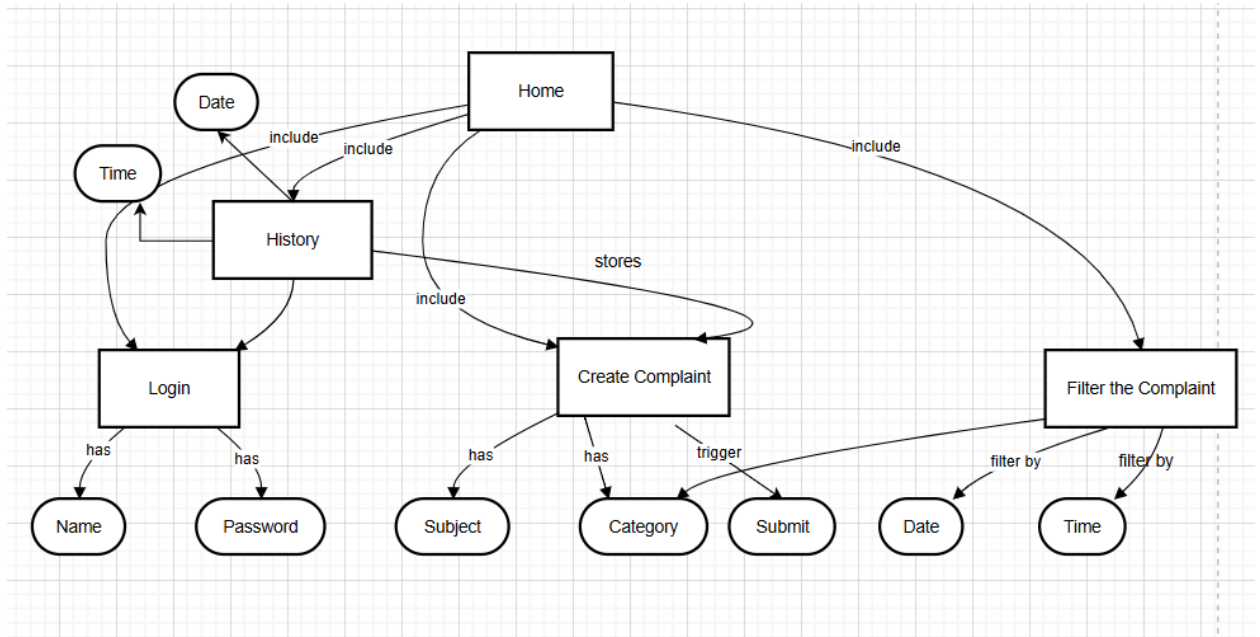 Home
Date
include
include
include
Time
History
stores
include
Login
Create Complaint
Filter the Complaint
has
has
has
has
trigger
filter by
filter by
Name
Password
Subject
Category
Submit
Date
Time